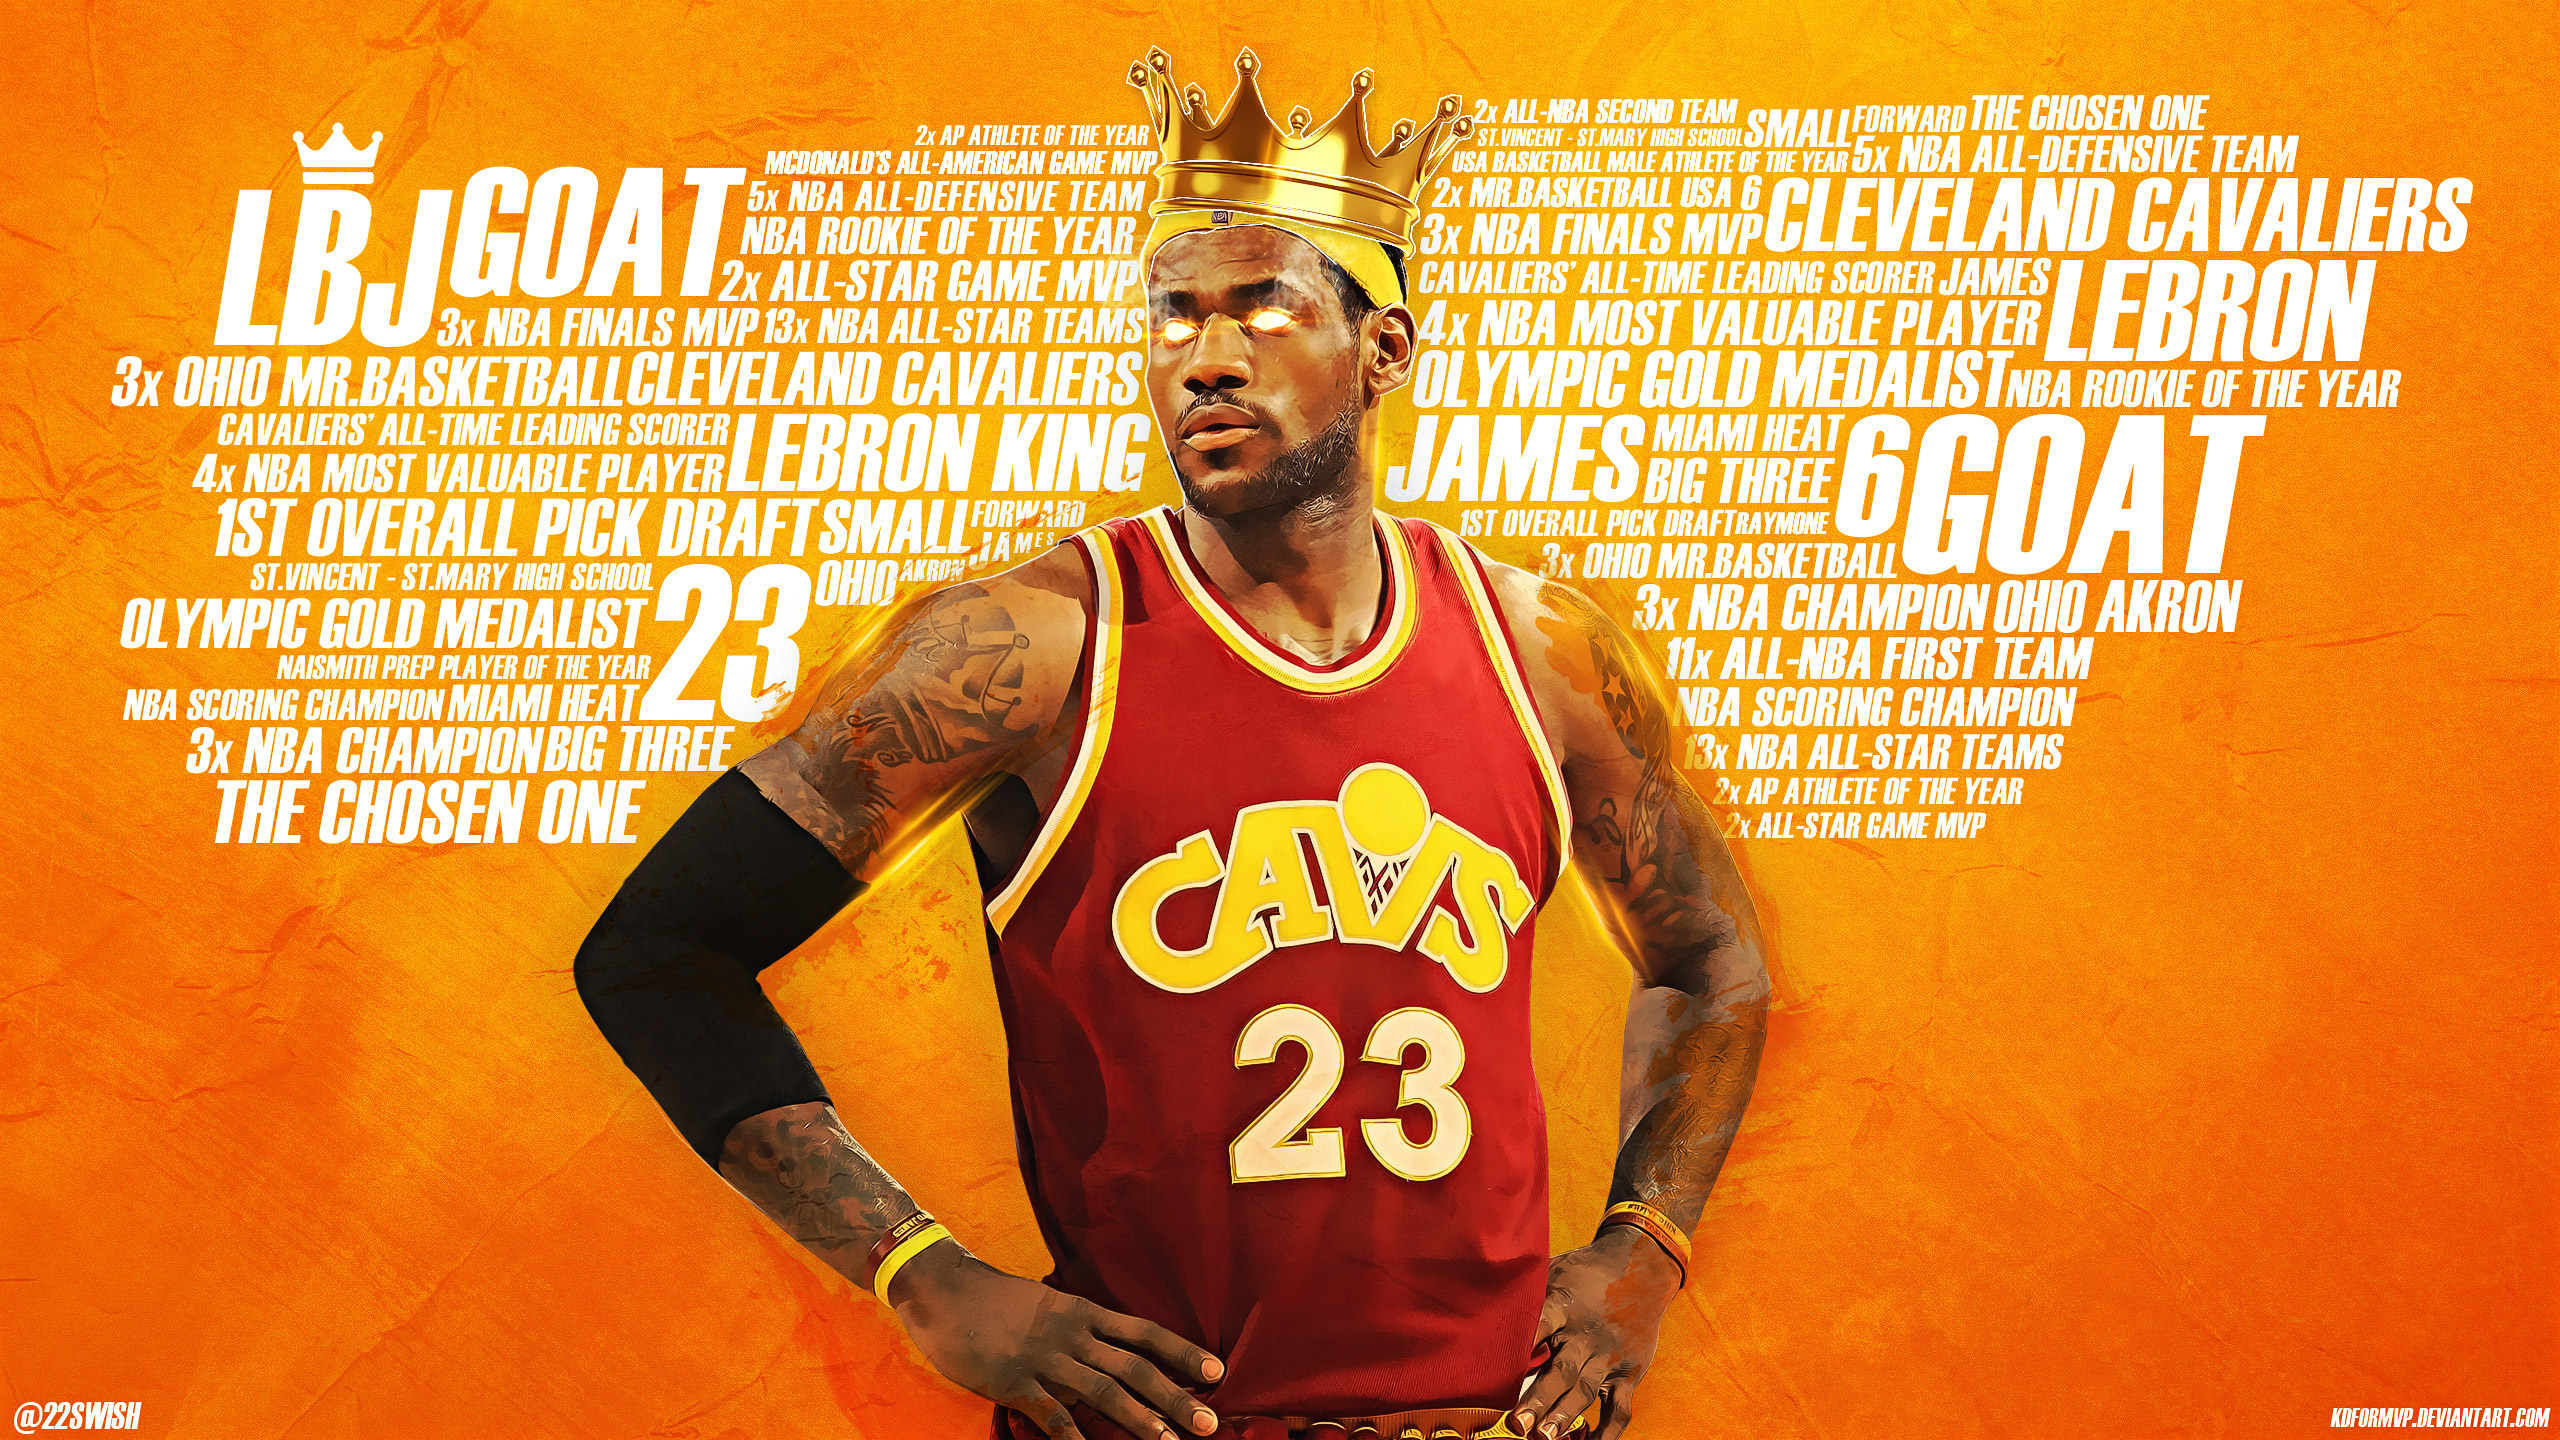 2x AP ATHLETE OF THE YEAR
MCDONALD'S ALL-AMERICAN GAME MVP
LBJ GOAT 5x NBA ALL-DEFENSIVE TEAM
NBA ROOKIE OF THE YEAR
2x ALL-STAR GAME MVP
3x NBA FINALS MVP 13x NBA ALL-STAR TEAMS
3x OHIO MR.BASKETBALL CLEVELAND CAVALIERS
CAVALIERS' ALL-TIME LEADING SCORER LEBRON KING
4x NBA MOST VALUABLE PLAYER
1ST OVERALL PICK DRAFT SMALL FORWARD
JAMES
ST.VINCENT - ST.MARY HIGH SCHOOL 23 OHIO AKRON
OLYMPIC GOLD MEDALIST
NAISMITH PREP PLAYER OF THE YEAR
NBA SCORING CHAMPION MIAMI HEAT
3x NBA CHAMPION BIG THREE
THE CHOSEN ONE
2x ALL-NBA SECOND TEAM SMALL FORWARD THE CHOSEN ONE
ST.VINCENT - ST.MARY HIGH SCHOOL
USA BASKETBALL MALE ATHLETE OF THE YEAR 5x NBA ALL-DEFENSIVE TEAM
2x MR.BASKETBALL USA 6 CLEVELAND CAVALIERS
3x NBA FINALS MVP
CAVALIERS' ALL-TIME LEADING SCORER JAMES LEBRON
4x NBA MOST VALUABLE PLAYER
OLYMPIC GOLD MEDALIST NBA ROOKIE OF THE YEAR
JAMES MIAMI HEAT 6 GOAT
BIG THREE
1ST OVERALL PICK DRAFT RAYMONE
3x OHIO MR.BASKETBALL
3x NBA CHAMPION OHIO AKRON
11x ALL-NBA FIRST TEAM
NBA SCORING CHAMPION
13x NBA ALL-STAR TEAMS
2x AP ATHLETE OF THE YEAR
2x ALL-STAR GAME MVP
CAVS
23
@22SWISH
KDFORMVP.DEVIANTART.COM